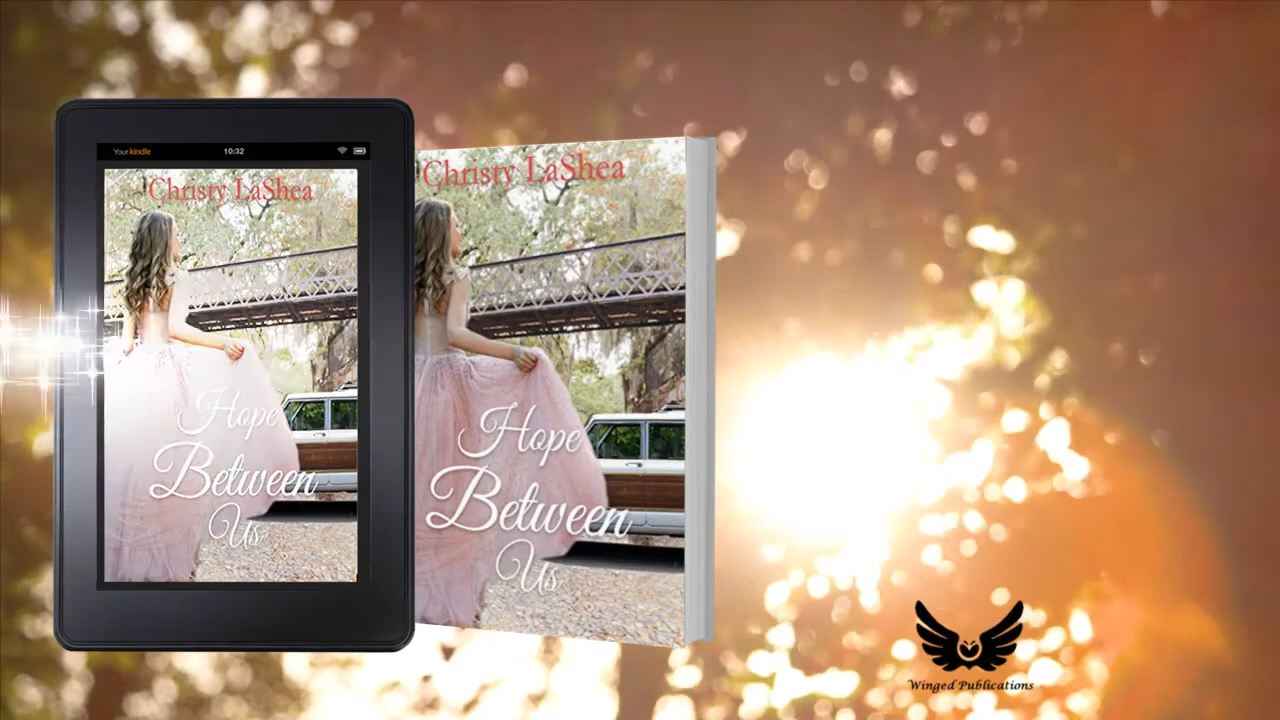 Your kindle
10:32
Christy LaShea
Hope
Between
Us
Christy LaShea
Hope
Between
Us
Winged Publications